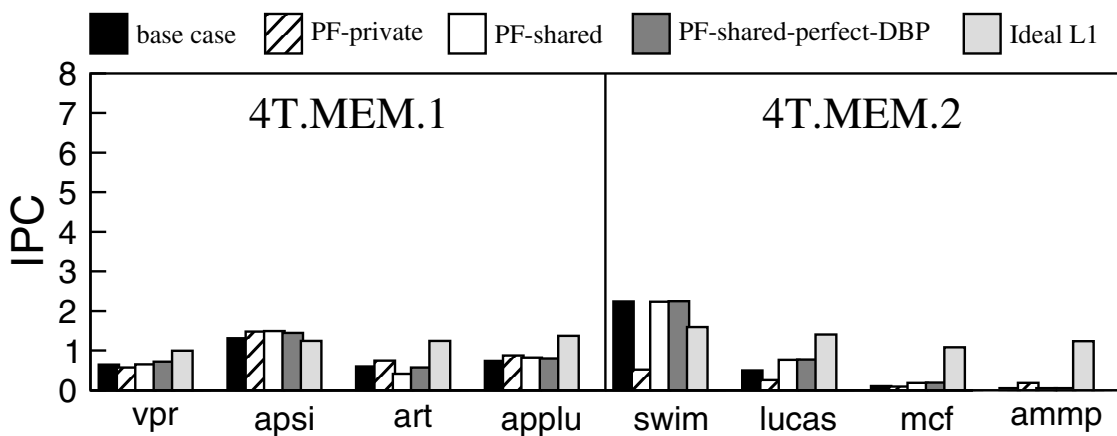 base case PF-private PF-shared PF-shared-perfect-DBP Ideal L1
8
7
6
5
4
3
2
1
0
IPC
4T.MEM.1 4T.MEM.2
vpr apsi art applu swim lucas mcf ammp